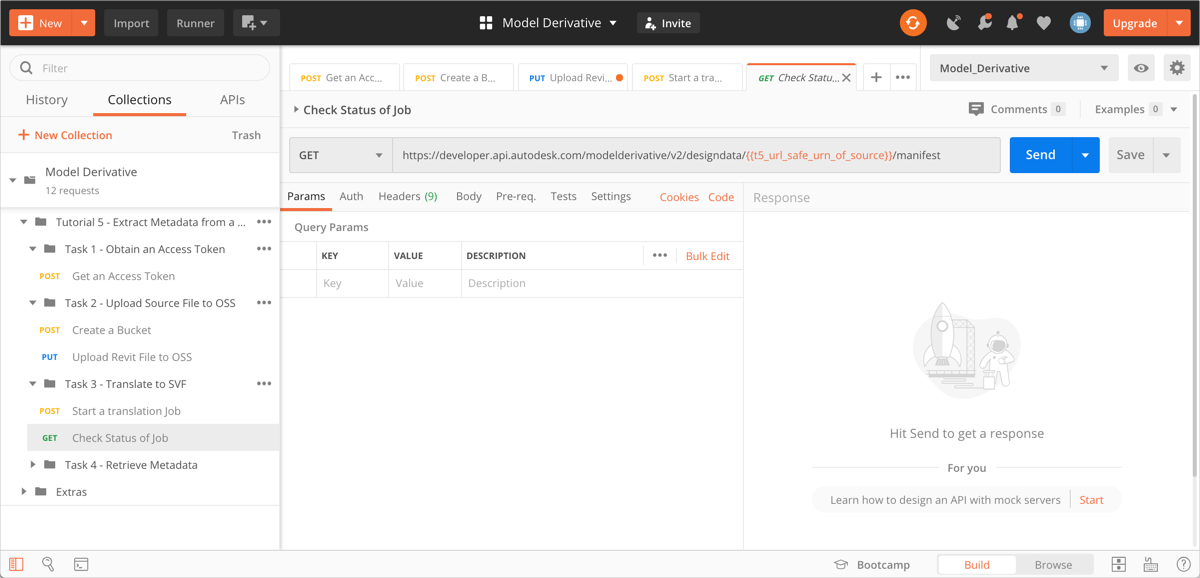 New
Import
Runner
Model Derivative
Invite
Upgrade
Filter
History
Collections
APIs
New Collection
Trash
Model Derivative
12 requests
Tutorial 5 - Extract Metadata from a ...
Task 1 - Obtain an Access Token
POST Get an Access Token
Task 2 - Upload Source File to OSS
POST Create a Bucket
PUT Upload Revit File to OSS
Task 3 - Translate to SVF
POST Start a translation Job
GET Check Status of Job
Task 4 - Retrieve Metadata
Extras
POST Get an Acc...
POST Create a B...
PUT Upload Revi...
POST Start a tra...
GET Check Statu...
Model_Derivative
Check Status of Job
Comments 0
Examples 0
GET
https://developer.api.autodesk.com/modelderivative/v2/designdata/{{t5_url_safe_urn_of_source}}/manifest
Send
Save
Params
Auth
Headers (9)
Body
Pre-req.
Tests
Settings
Cookies
Code
Query Params
KEY
VALUE
DESCRIPTION
Bulk Edit
Key
Value
Description
Response
Hit Send to get a response
For you
Learn how to design an API with mock servers
Start
Bootcamp
Build
Browse